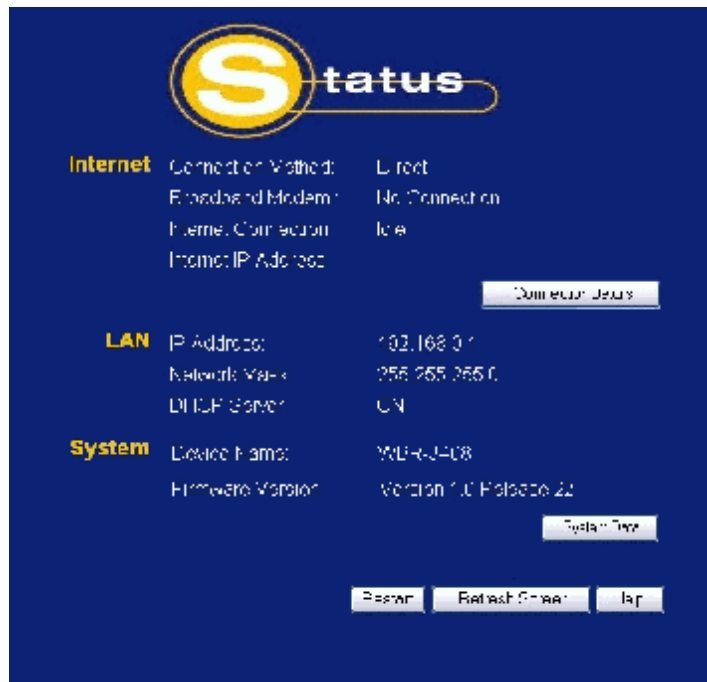 Status
Internet Connection Method: Direct
Broadband Modem: No Connection
Internet Connection Idle
Internet IP Address
Connection Details
LAN IP Address: 192.168.0.1
Network Mask 255.255.255.0
DHCP Server ON
System Device Name:
Firmware Version Version 1.0 Release 22
System Data
Restart Refresh Screen Help